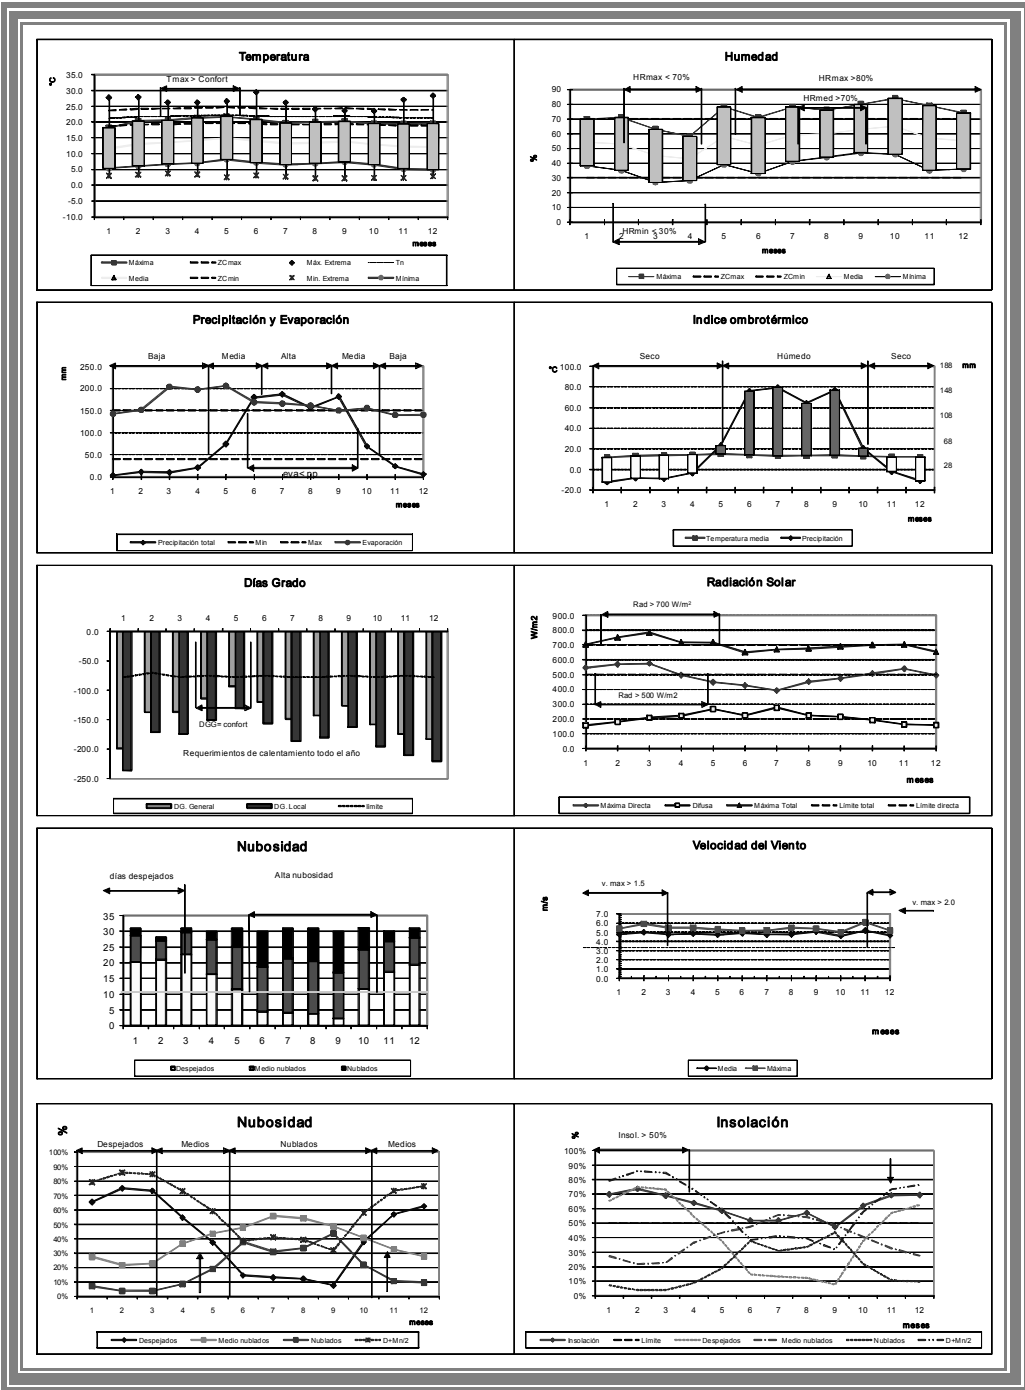 Temperatura
°C
Tmax > Confort
35.0
30.0
25.0
20.0
15.0
10.0
5.0
0.0
-5.0
-10.0
1 2 3 4 5 6 7 8 9 10 11 12
meses
Máxima ZCmax Máx. Extrema Tn
Media ZCmin Min. Extrema Mínima
Humedad
HRmax < 70% HRmax >80%
HRmed >70%
%
90
80
70
60
50
40
30
20
10
0
1 2 3 4 5 6 7 8 9 10 11 12
HRmin < 30%
meses
Máxima ZCmax ZCmin Media Mínima
Precipitación y Evaporación
mm
Baja Media Alta Media Baja
250.0
200.0
150.0
100.0
50.0
0.0
eva< pp
1 2 3 4 5 6 7 8 9 10 11 12
meses
Precipitación total Min Max Evaporación
Indice ombrotérmico
Seco Húmedo Seco
°C
100.0
80.0
60.0
40.0
20.0
0.0
-20.0
188 mm
148
108
68
28
1 2 3 4 5 6 7 8 9 10 11 12
meses
Temperatura media Precipitación
Días Grado
1 2 3 4 5 6 7 8 9 10 11 12
0.0
-50.0
-100.0
-150.0
-200.0
-250.0
DGG= confort
Requerimientos de calentamiento todo el año
DG. General DG. Local límite
Radiación Solar
Rad > 700 W/m²
W/m2
900.0
800.0
700.0
600.0
500.0
400.0
300.0
200.0
100.0
0.0
Rad > 500 W/m2
1 2 3 4 5 6 7 8 9 10 11 12
meses
Máxima Directa Difusa Máxima Total Límite total Límite directa
Nubosidad
días despejados Alta nubosidad
35
30
25
20
15
10
5
0
1 2 3 4 5 6 7 8 9 10 11 12
Despejados Medio nublados Nublados
Velocidad del Viento
v. max > 1.5
v. max > 2.0
m/s
7.0
6.0
5.0
4.0
3.0
2.0
1.0
0.0
1 2 3 4 5 6 7 8 9 10 11 12
meses
Media Máxima
Nubosidad
%
Despejados Medios Nublados Medios
100%
90%
80%
70%
60%
50%
40%
30%
20%
10%
0%
1 2 3 4 5 6 7 8 9 10 11 12
meses
Despejados Medio nublados Nublados D+Mn/2
Insolación
%
Insol. > 50%
100%
90%
80%
70%
60%
50%
40%
30%
20%
10%
0%
1 2 3 4 5 6 7 8 9 10 11 12
meses
Insolación Límite Despejados Medio nublados Nublados D+Mn/2